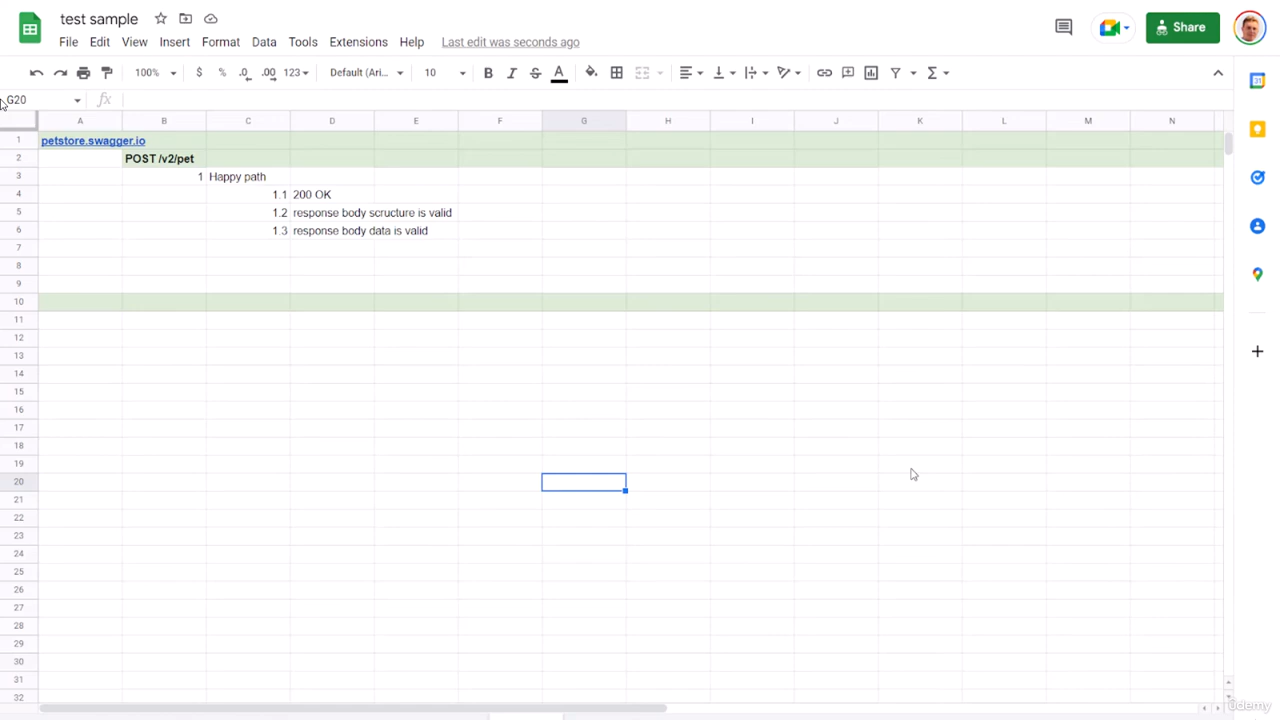 test sample
File Edit View Insert Format Data Tools Extensions Help Last edit was seconds ago
Share
100% $ % .0 .00 123 Default (Ari... 10 B I S A
G20 fx
A B C D E F G H I J K L M N
1 petstore.swagger.io
2 POST /v2/pet
3 1 Happy path
4 1.1 200 OK
5 1.2 response body scructure is valid
6 1.3 response body data is valid
7
8
9
10
11
12
13
14
15
16
17
18
19
20
21
22
23
24
25
26
27
28
29
30
31
32
31
ûdemy